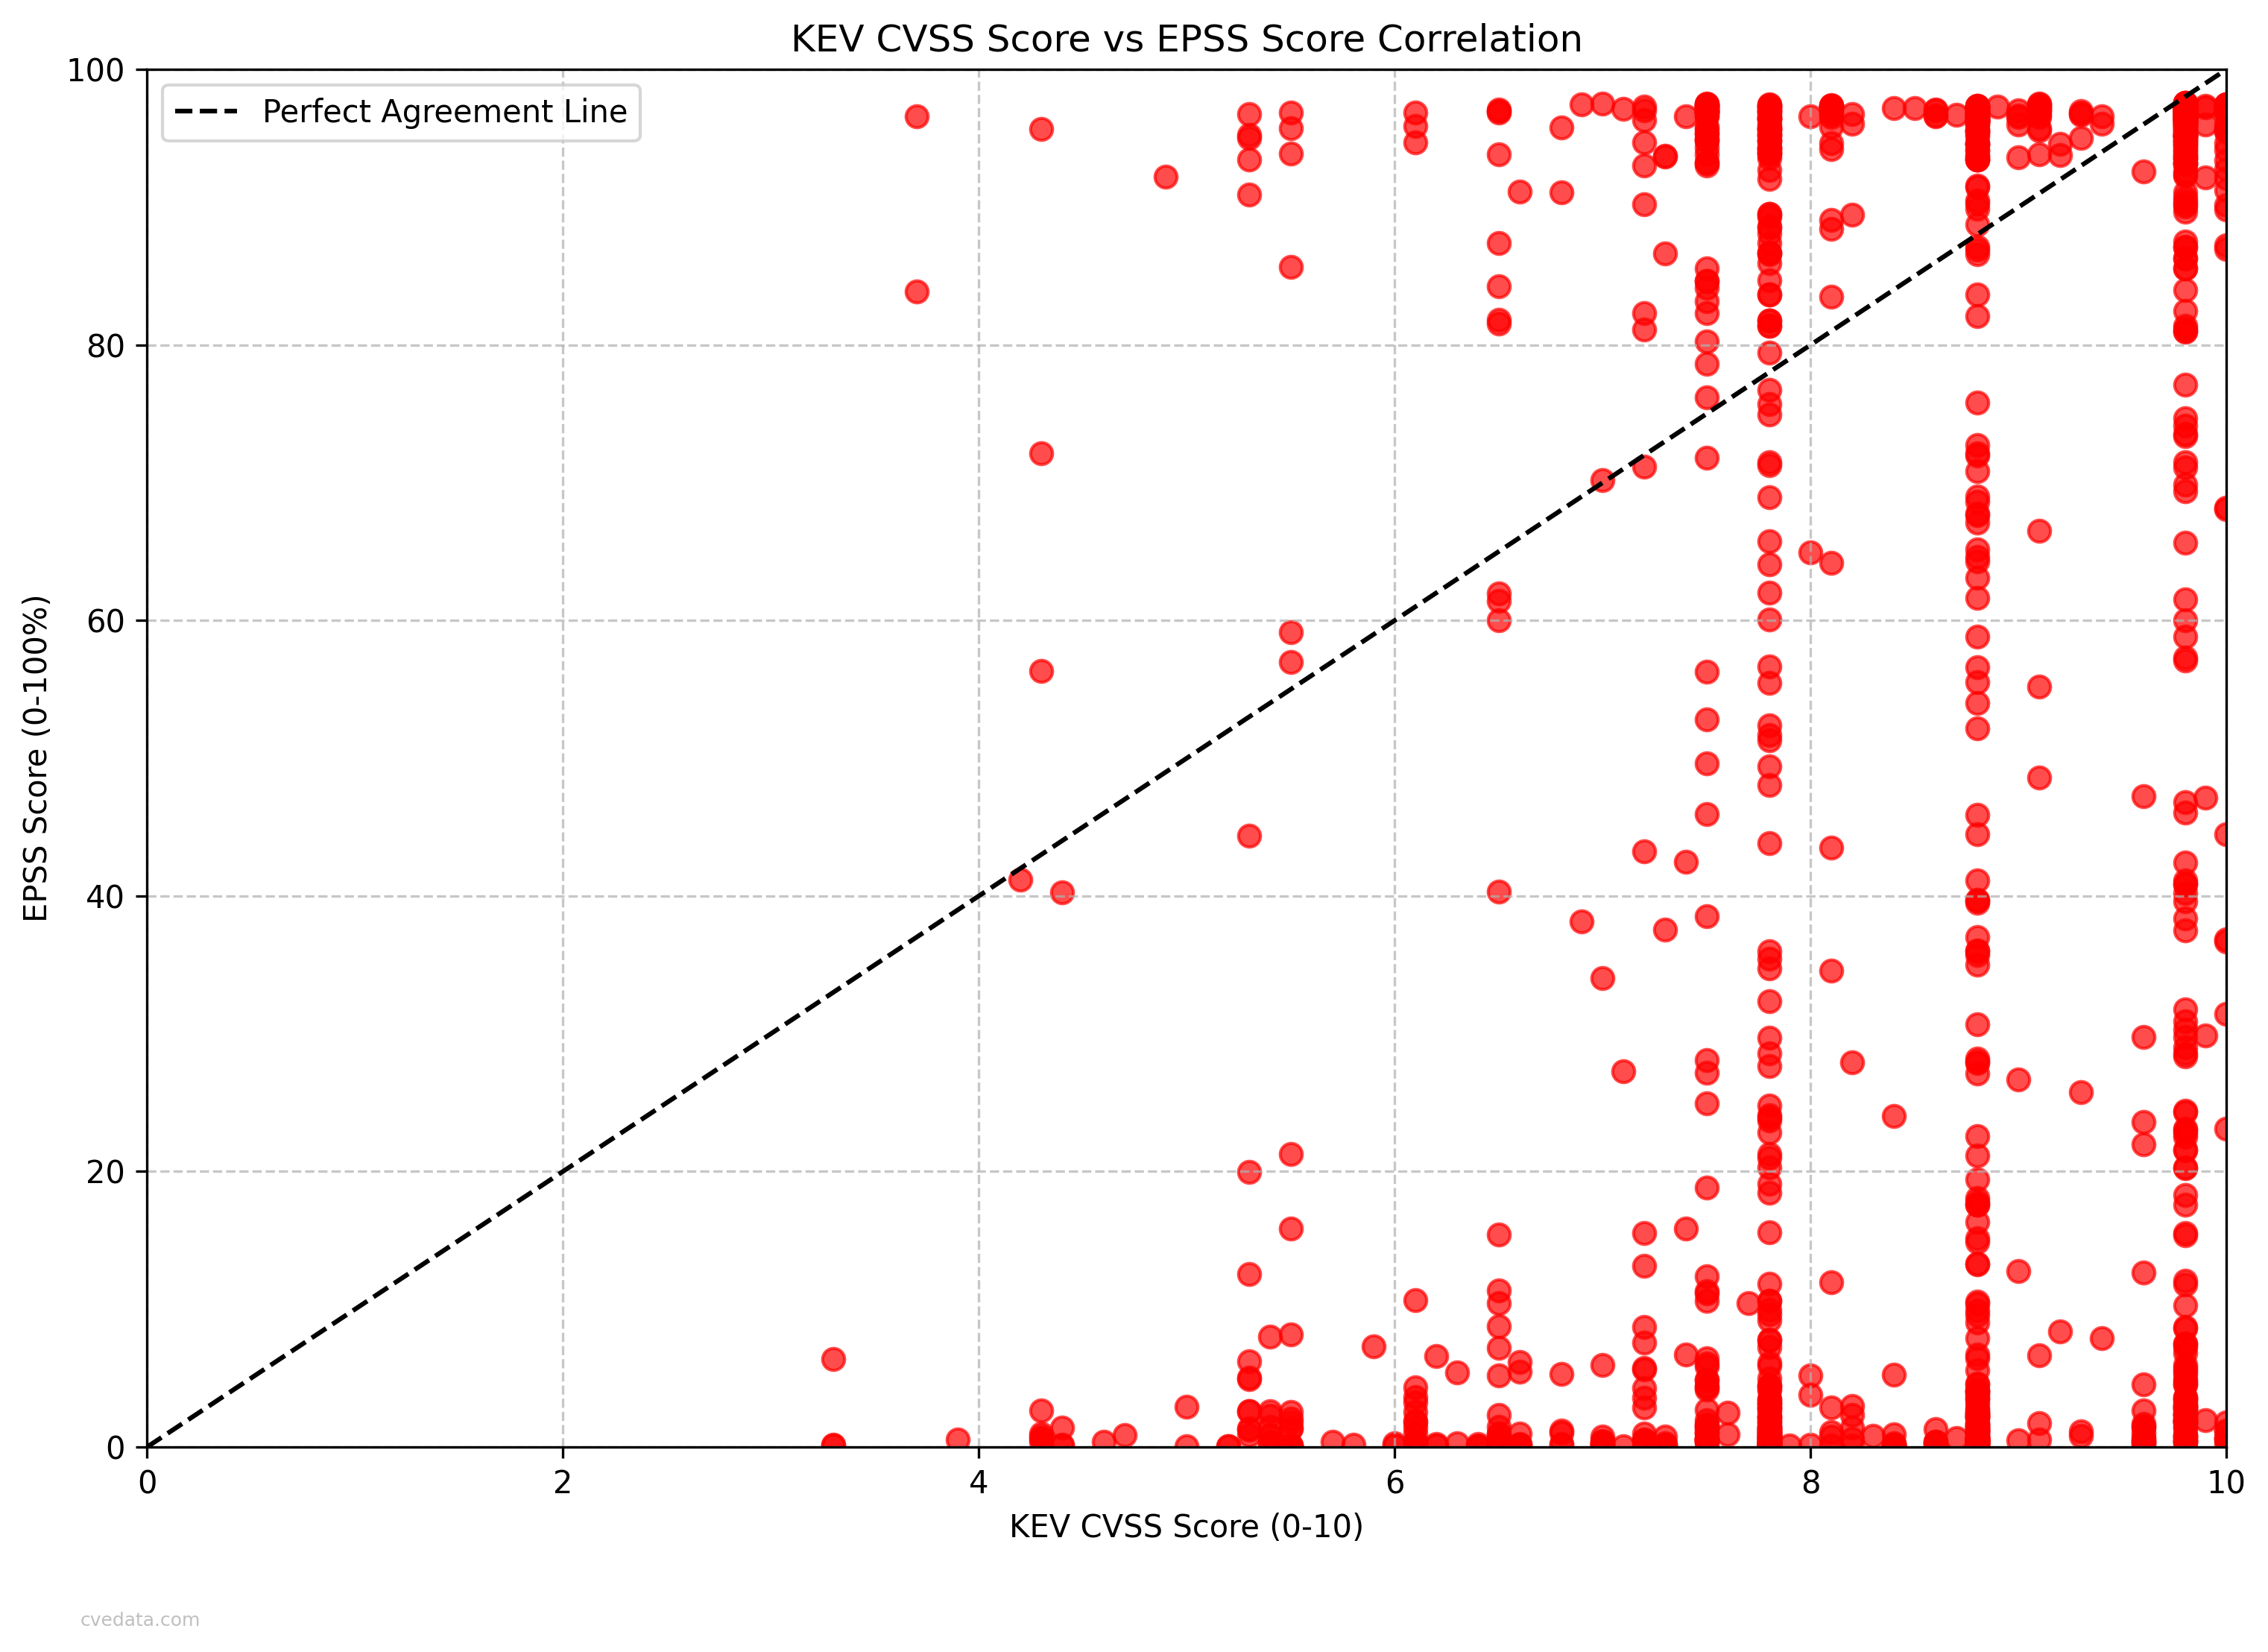 KEV CVSS Score vs EPSS Score Correlation
Perfect Agreement Line
EPSS Score (0-100%)
100
80
60
40
20
0
0 2 4 6 8 10
KEV CVSS Score (0-10)
cvedata.com